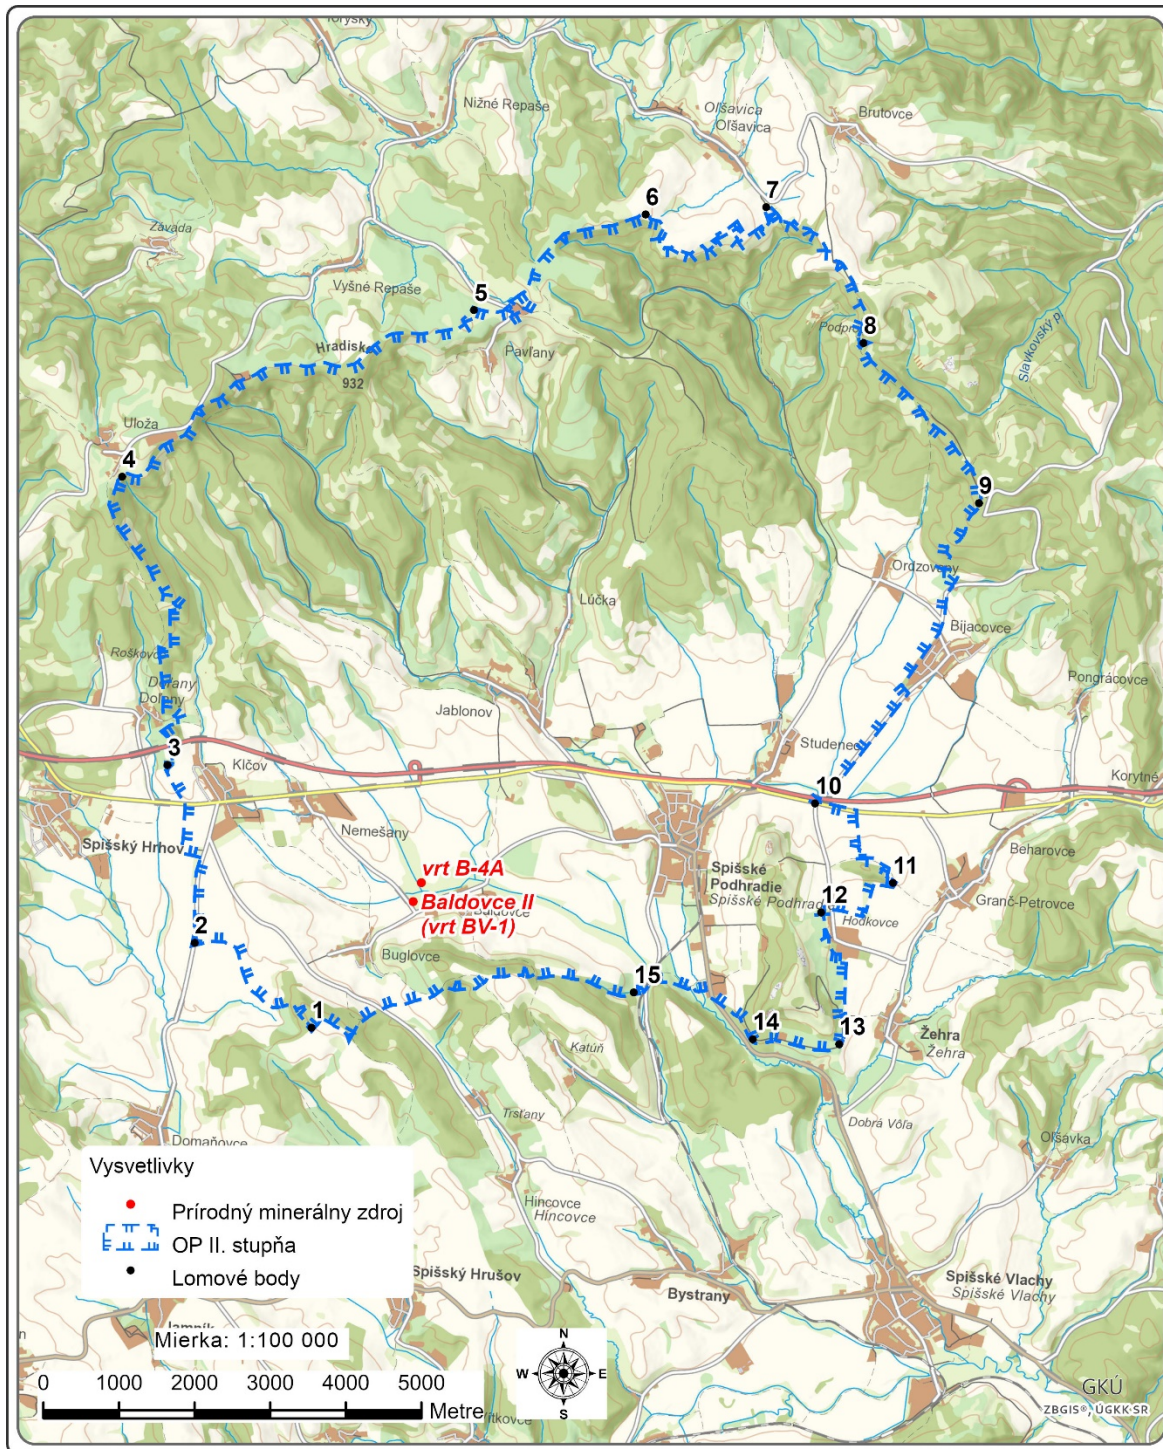 Torysky
Nižné Repaše
Oľšavica
Oľšavica
Brutovce
6
7
Závada
Vyšné Repaše
5
8
Slavkovský p.
Hradisko
Pavľany
932
Uloža
4
9
Ordzovany
Lúčka
Bijacovce
Roškovce
Doľany
Doľany
Pongrácovce
Jablonov
Studenec
3
Klčov
10
Korytné
Nemešany
Spišský Hrhov
vrt B-4A
Spišské
Podhradie
Spišské Podhradie
11
Beharovce
Granč-Petrovce
Baldovce II
(vrt BV-1)
Baldovce
12
Hodkovce
2
Buglovce
15
1
14
13
Žehra
Žehra
Katúň
Trsťany
Dobrá Vôľa
Domaňovce
Oľšavka
Vysvetlivky
Prírodný minerálny zdroj
OP II. stupňa
Lomové body
Hincovce
Hincovce
Spišský Hrušov
Bystrany
Spišské Vlachy
Spišské Vlachy
Jamník
Mierka: 1:100 000
N
W
E
S
0 1000 2000 3000 4000 5000
Metre
GKÚ
ZBGIS®, ÚGKK SR